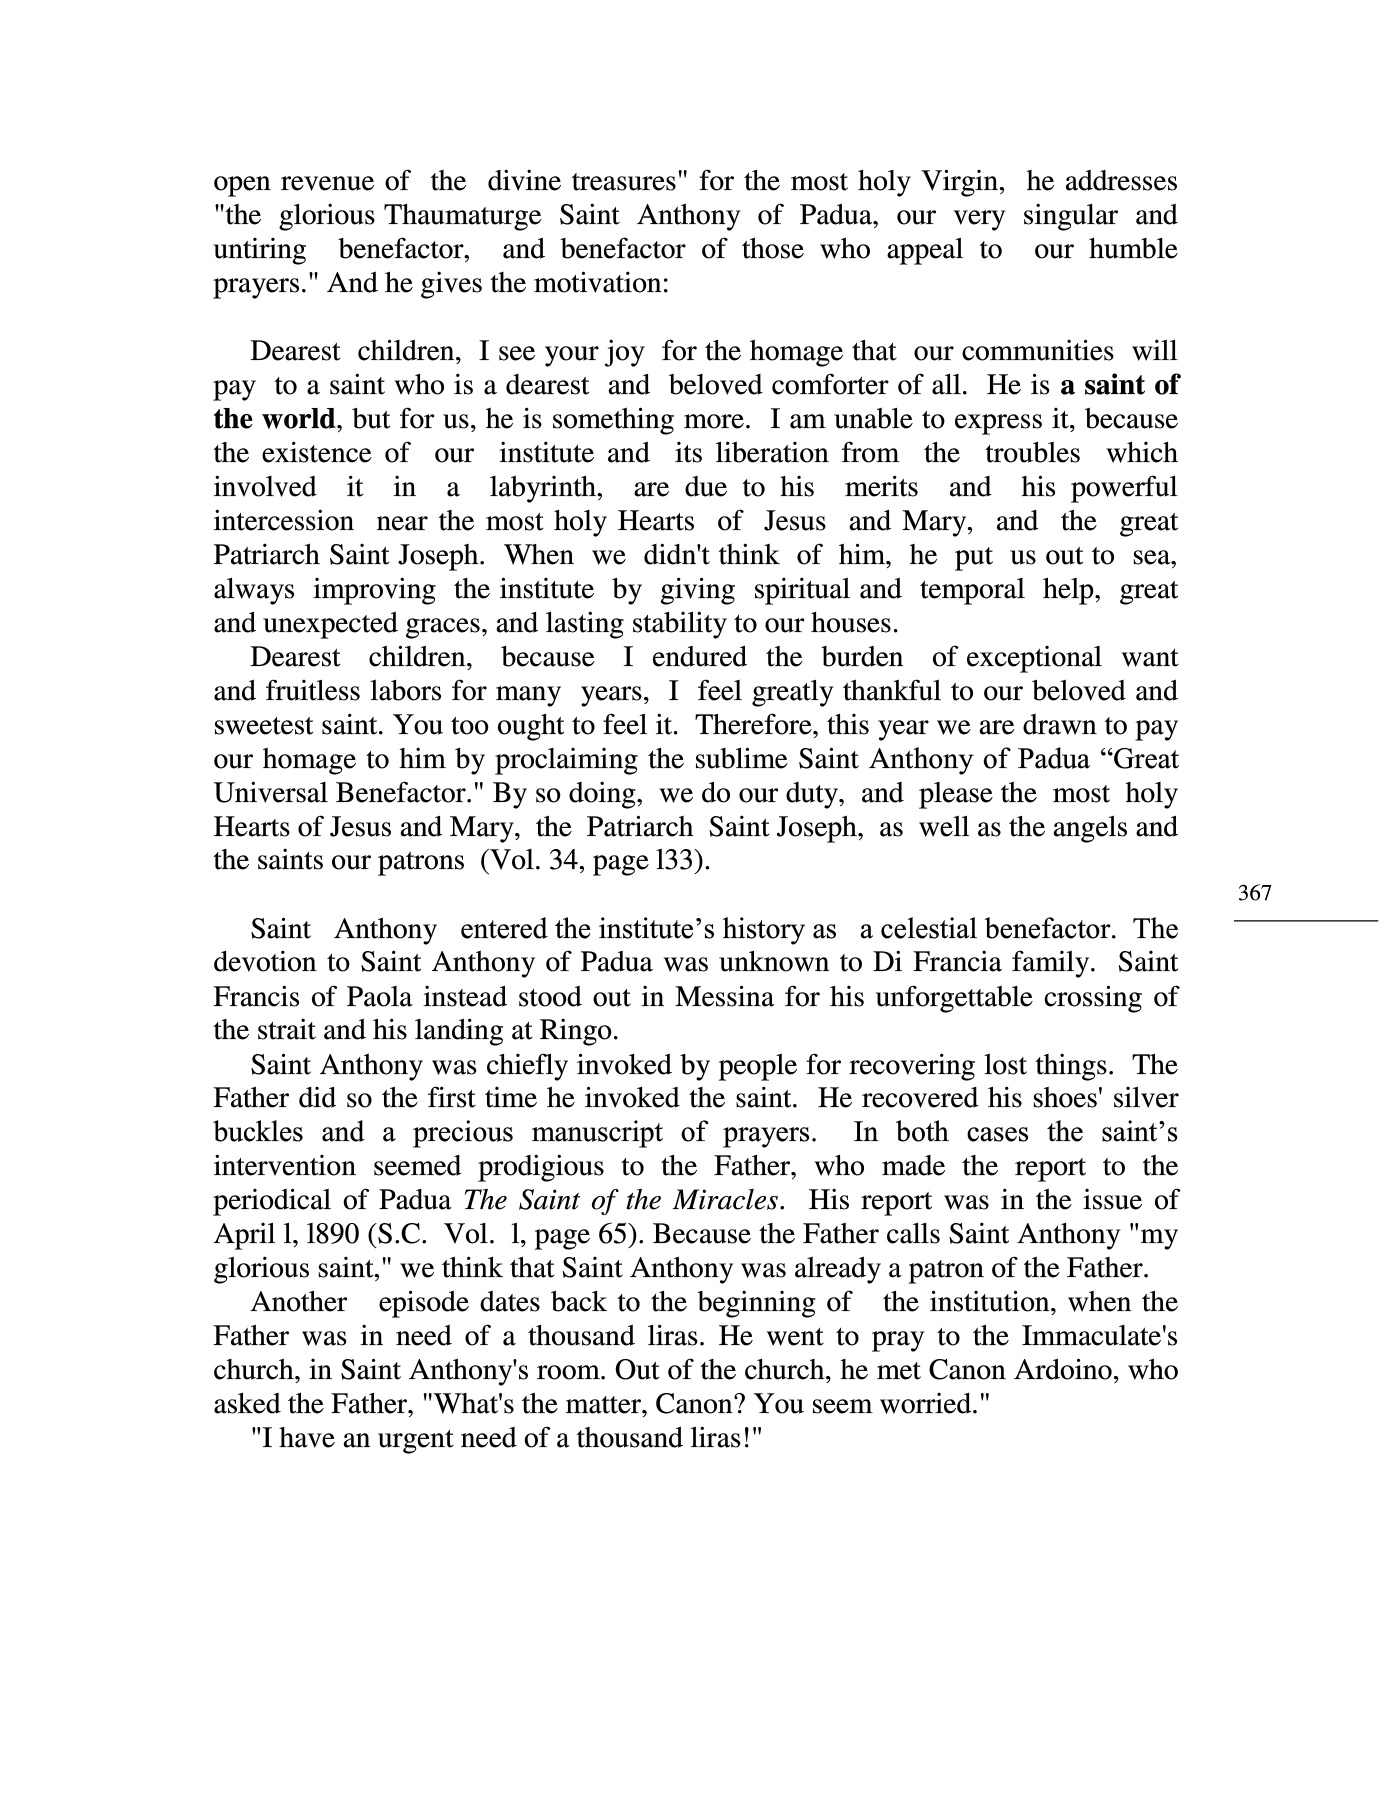 open revenue of the divine treasures" for the most holy Virgin, he addresses
"the glorious Thaumaturge Saint Anthony of Padua, our very singular and
untiring benefactor, and benefactor of those who appeal to our humble
prayers." And he gives the motivation:
Dearest children, I see your joy for the homage that our communities will
pay to a saint who is a dearest and beloved comforter of all. He is a saint of
the world, but for us, he is something more. I am unable to express it, because
the existence of our institute and its liberation from the troubles which
involved it in a labyrinth, are due to his merits and his powerful
intercession near the most holy Hearts of Jesus and Mary, and the great
Patriarch Saint Joseph. When we didn't think of him, he put us out to sea,
always improving the institute by giving spiritual and temporal help, great
and unexpected graces, and lasting stability to our houses.
Dearest children, because I endured the burden of exceptional want
and fruitless labors for many years, I feel greatly thankful to our beloved and
sweetest saint. You too ought to feel it. Therefore, this year we are drawn to pay
our homage to him by proclaiming the sublime Saint Anthony of Padua “Great
Universal Benefactor." By so doing, we do our duty, and please the most holy
Hearts of Jesus and Mary, the Patriarch Saint Joseph, as well as the angels and
the saints our patrons (Vol. 34, page l33).
367
Saint Anthony entered the institute’s history as a celestial benefactor. The
devotion to Saint Anthony of Padua was unknown to Di Francia family. Saint
Francis of Paola instead stood out in Messina for his unforgettable crossing of
the strait and his landing at Ringo.
Saint Anthony was chiefly invoked by people for recovering lost things. The
Father did so the first time he invoked the saint. He recovered his shoes' silver
buckles and a precious manuscript of prayers. In both cases the saint’s
intervention seemed prodigious to the Father, who made the report to the
periodical of Padua The Saint of the Miracles. His report was in the issue of
April l, l890 (S.C. Vol. l, page 65). Because the Father calls Saint Anthony "my
glorious saint," we think that Saint Anthony was already a patron of the Father.
Another episode dates back to the beginning of the institution, when the
Father was in need of a thousand liras. He went to pray to the Immaculate's
church, in Saint Anthony's room. Out of the church, he met Canon Ardoino, who
asked the Father, "What's the matter, Canon? You seem worried."
"I have an urgent need of a thousand liras!"